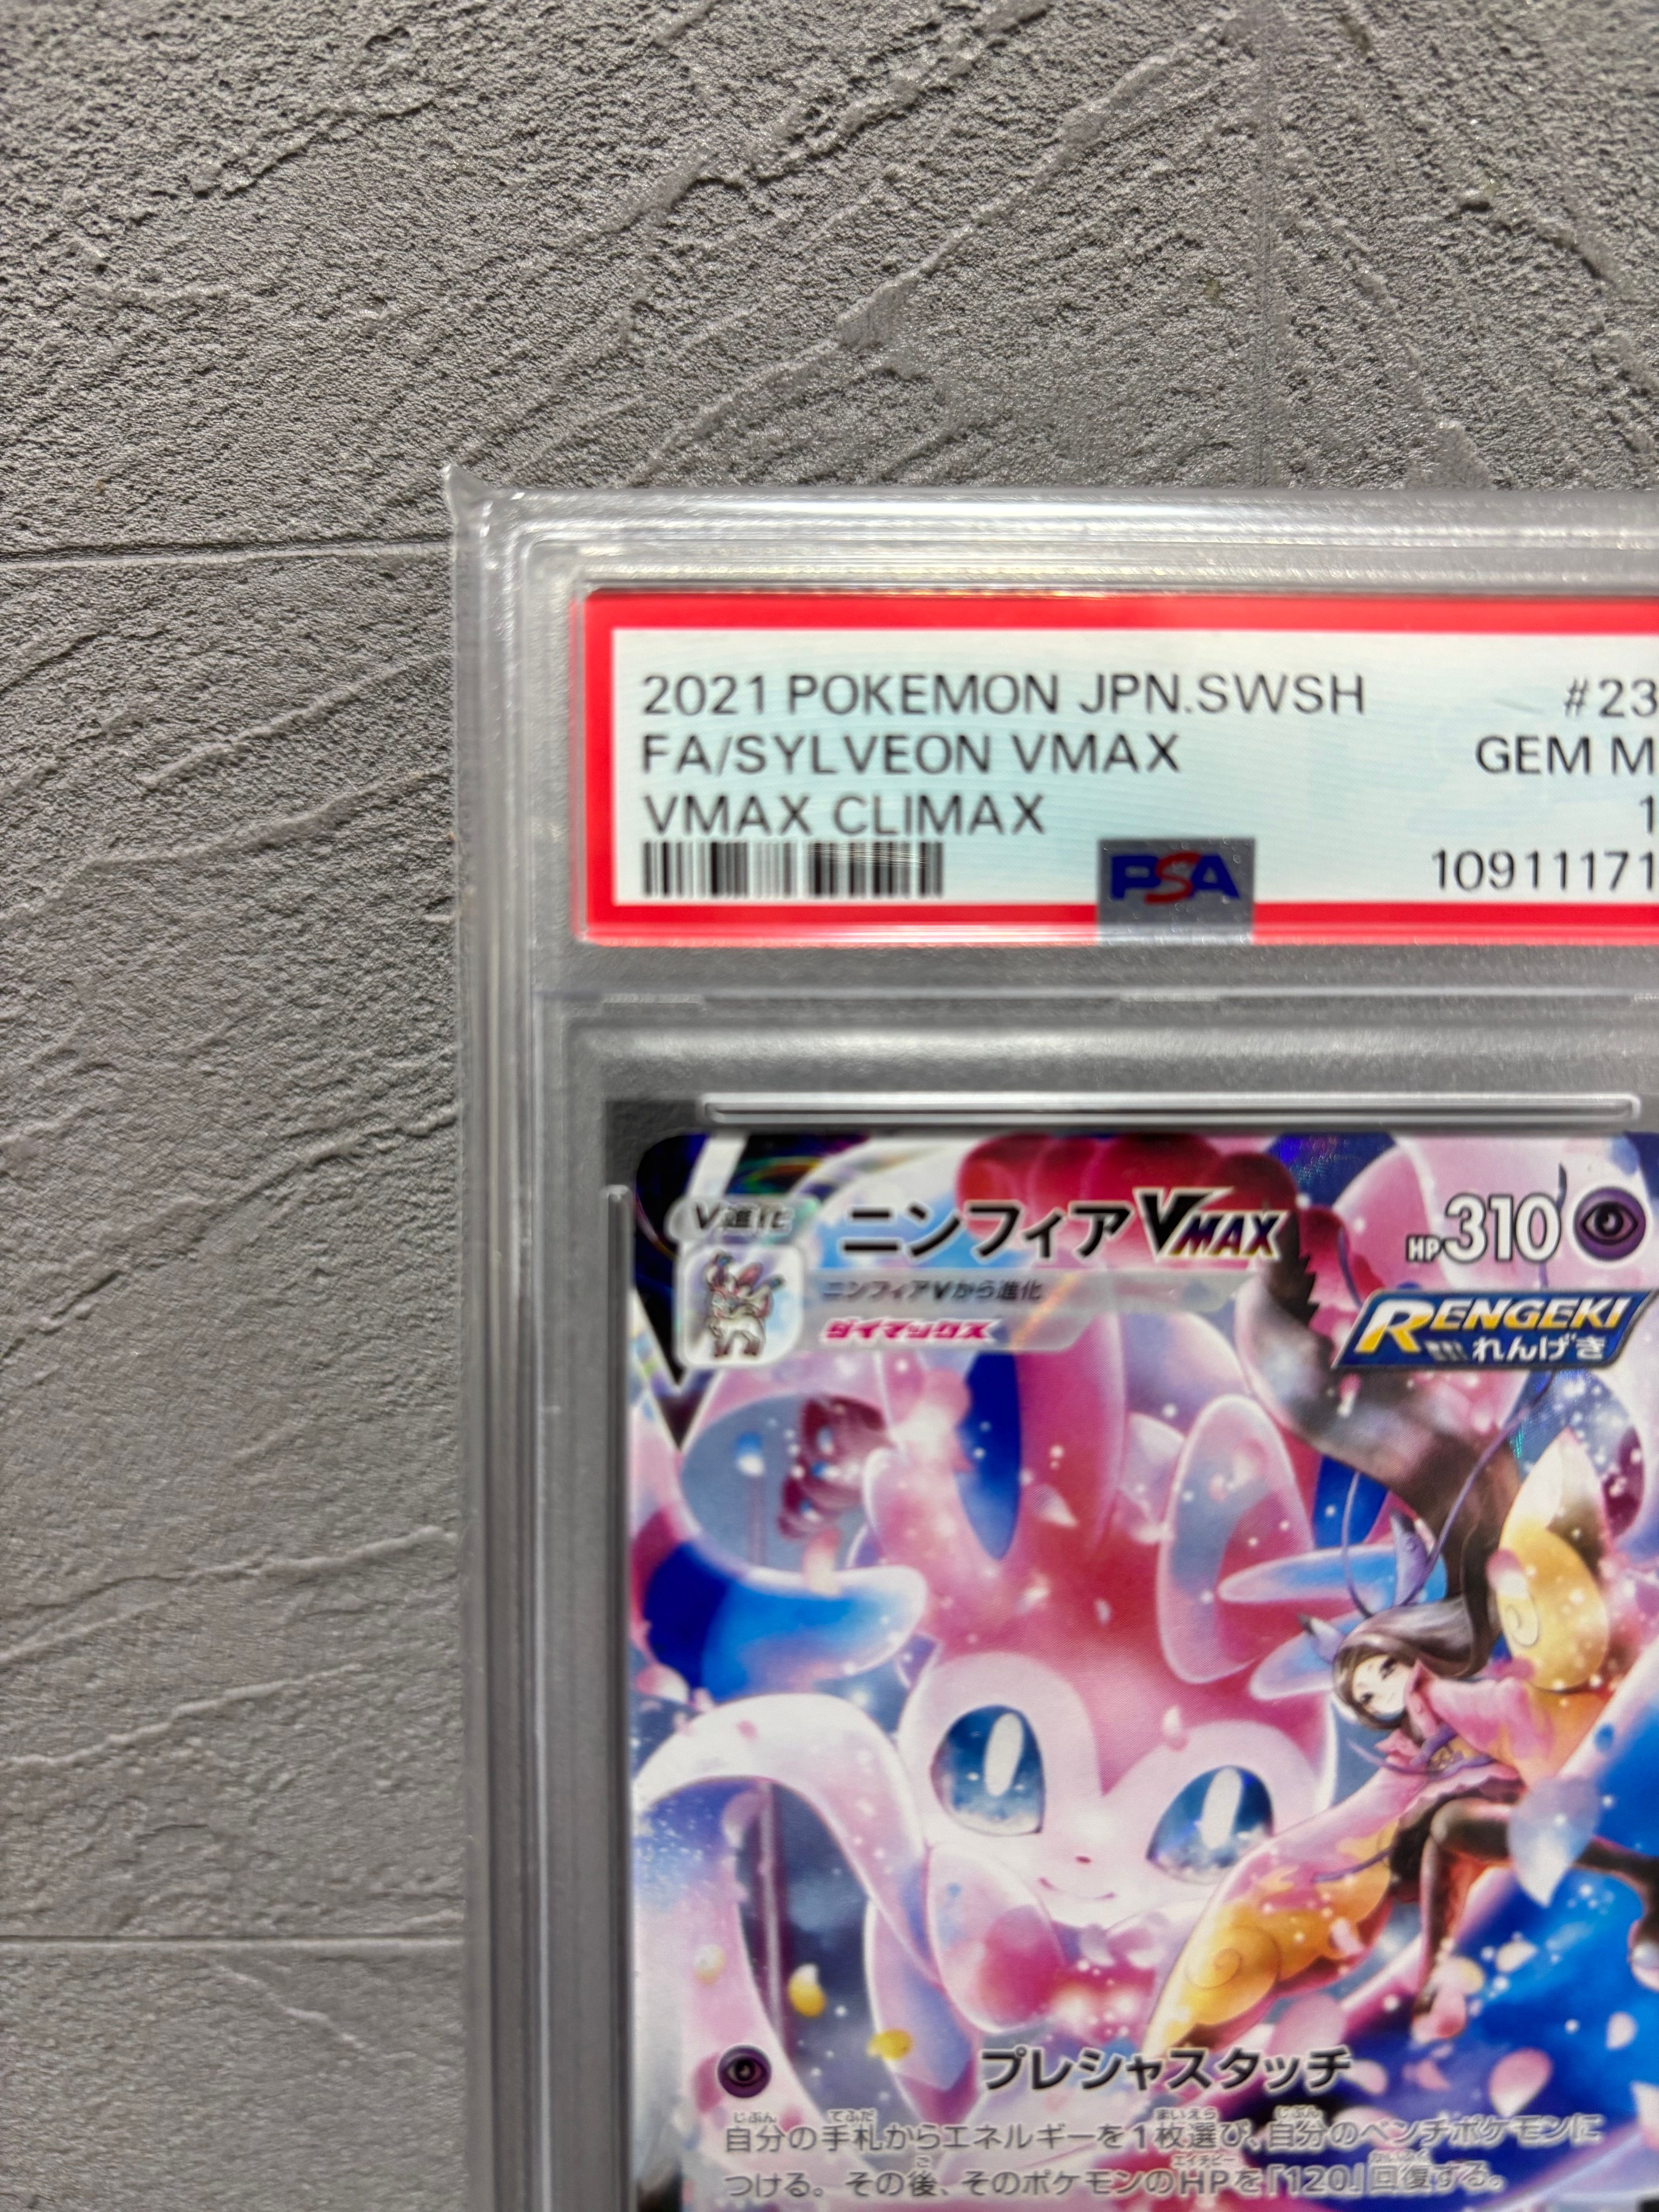 2021 POKEMON JPN.SWSH #23
FA/SYLVEON VMAX GEM M
VMAX CLIMAX 1
PSA 10911171
V進化 ニンフィアVMAX HP310
ニンフィアVから進化
ダイマックス
RENGEKI
れんげき
プレシャスタッチ
自分の手札からエネルギーを1枚選び、自分のベンチポケモンに
つける。その後、そのポケモンのHPを「120」回復する。